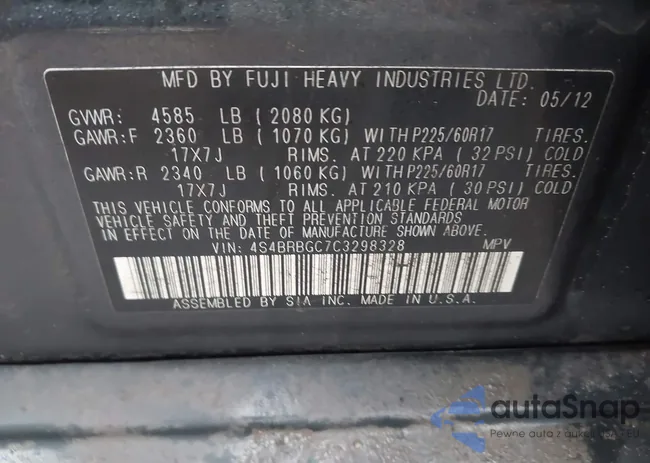 MFD BY FUJI HEAVY INDUSTRIES LTD.
DATE: 05/12
GVWR: 4585 LB (2080 KG)
GAWR:F 2360 LB (1070 KG) WITH P225/60R17 TIRES.
17X7J RIMS. AT 220 KPA (32 PSI) COLD
GAWR:R 2340 LB (1060 KG) WITH P225/60R17 TIRES.
17X7J RIMS. AT 210 KPA (30 PSI) COLD
THIS VEHICLE CONFORMS TO ALL APPLICABLE FEDERAL MOTOR
VEHICLE SAFETY AND THEFT PREVENTION STANDARDS
IN EFFECT ON THE DATE OF MANUFACTURE SHOWN ABOVE.
VIN: 4S4BRBGC7C3298328 MPV
ASSEMBLED BY SIA INC. MADE IN U.S.A.
autoSnap
Pewne auta z aukcji